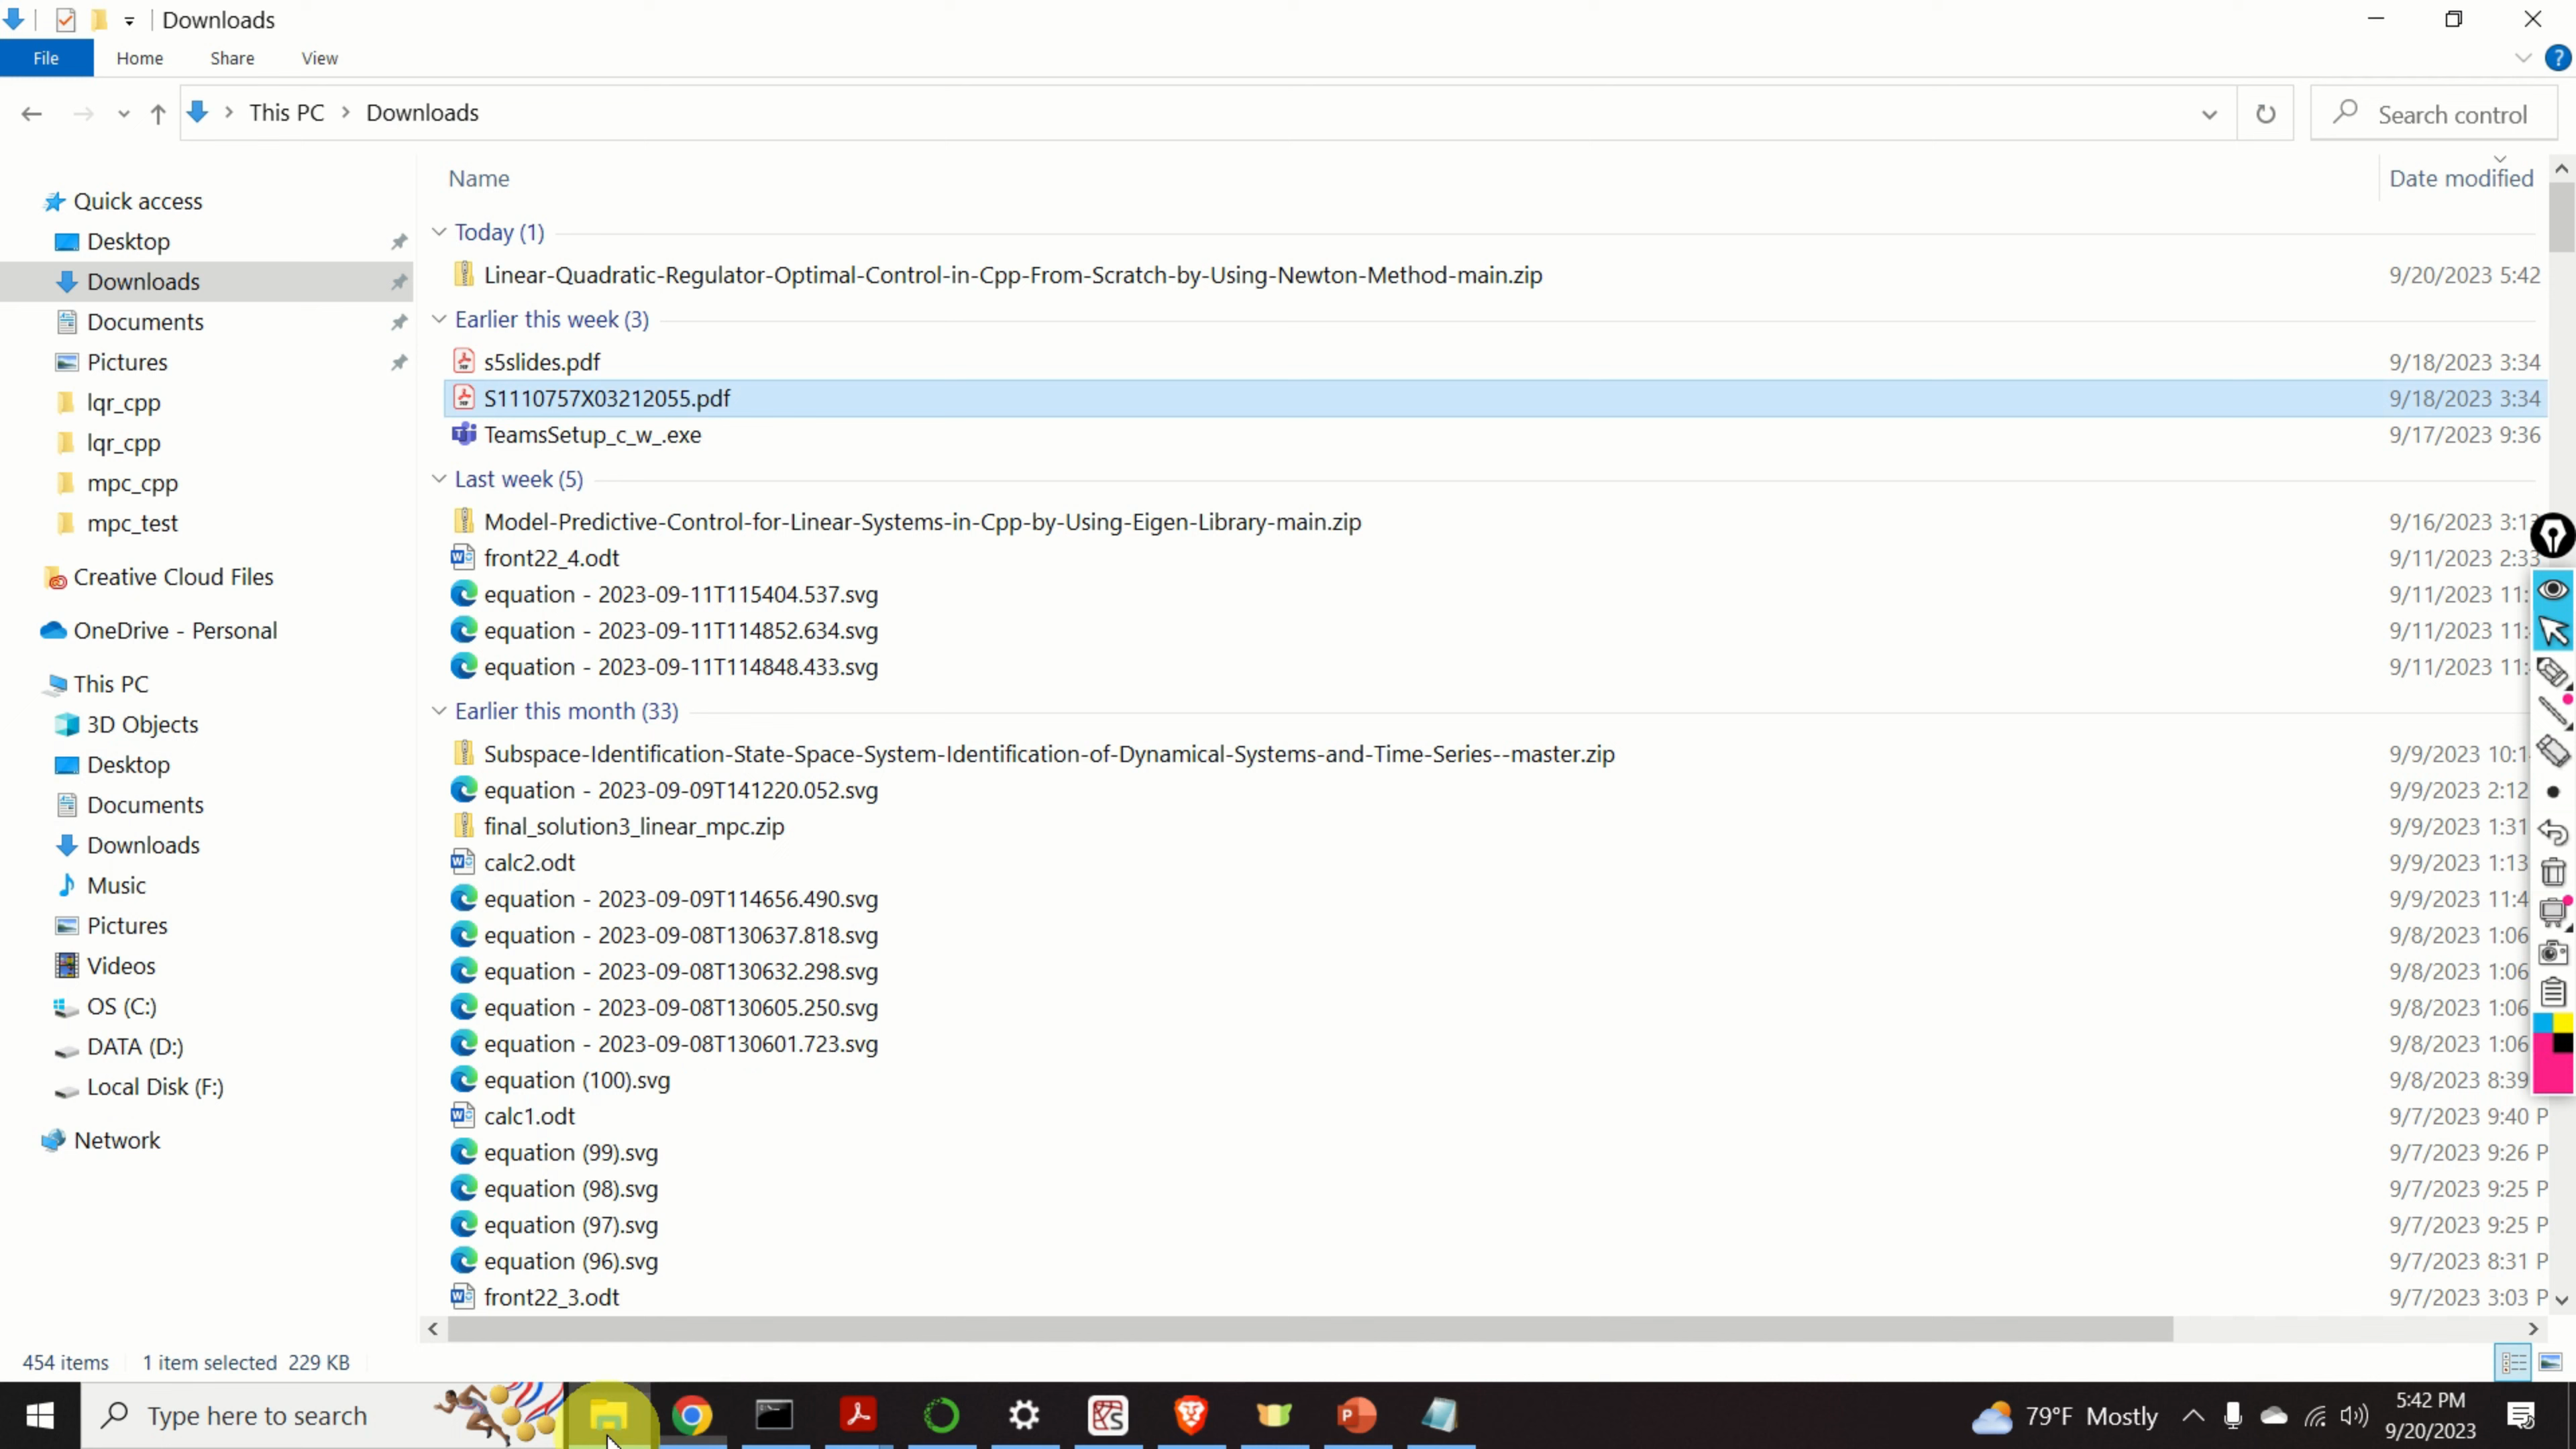 Downloads
File Home Share View
This PC Downloads Search control
Name Date modified
Quick access
Desktop
Downloads
Documents
Pictures
lqr_cpp
lqr_cpp
mpc_cpp
mpc_test
Creative Cloud Files
OneDrive - Personal
This PC
3D Objects
Desktop
Documents
Downloads
Music
Pictures
Videos
OS (C:)
DATA (D:)
Local Disk (F:)
Network
Today (1)
Linear-Quadratic-Regulator-Optimal-Control-in-Cpp-From-Scratch-by-Using-Newton-Method-main.zip 9/20/2023 5:42
Earlier this week (3)
s5slides.pdf 9/18/2023 3:34
S1110757X03212055.pdf 9/18/2023 3:34
TeamsSetup_c_w_.exe 9/17/2023 9:36
Last week (5)
Model-Predictive-Control-for-Linear-Systems-in-Cpp-by-Using-Eigen-Library-main.zip 9/16/2023 3:13
front22_4.odt 9/11/2023 2:33
equation - 2023-09-11T115404.537.svg 9/11/2023 11:
equation - 2023-09-11T114852.634.svg 9/11/2023 11:
equation - 2023-09-11T114848.433.svg 9/11/2023 11:
Earlier this month (33)
Subspace-Identification-State-Space-System-Identification-of-Dynamical-Systems-and-Time-Series--master.zip 9/9/2023 10:1
equation - 2023-09-09T141220.052.svg 9/9/2023 2:12
final_solution3_linear_mpc.zip 9/9/2023 1:31
calc2.odt 9/9/2023 1:13
equation - 2023-09-09T114656.490.svg 9/9/2023 11:4
equation - 2023-09-08T130637.818.svg 9/8/2023 1:06
equation - 2023-09-08T130632.298.svg 9/8/2023 1:06
equation - 2023-09-08T130605.250.svg 9/8/2023 1:06
equation - 2023-09-08T130601.723.svg 9/8/2023 1:06
equation (100).svg 9/8/2023 8:39
calc1.odt 9/7/2023 9:40 P
equation (99).svg 9/7/2023 9:26 P
equation (98).svg 9/7/2023 9:25 P
equation (97).svg 9/7/2023 9:25 P
equation (96).svg 9/7/2023 8:31 P
front22_3.odt 9/7/2023 3:03 P
454 items 1 item selected 229 KB
Type here to search 79°F Mostly 5:42 PM
9/20/2023